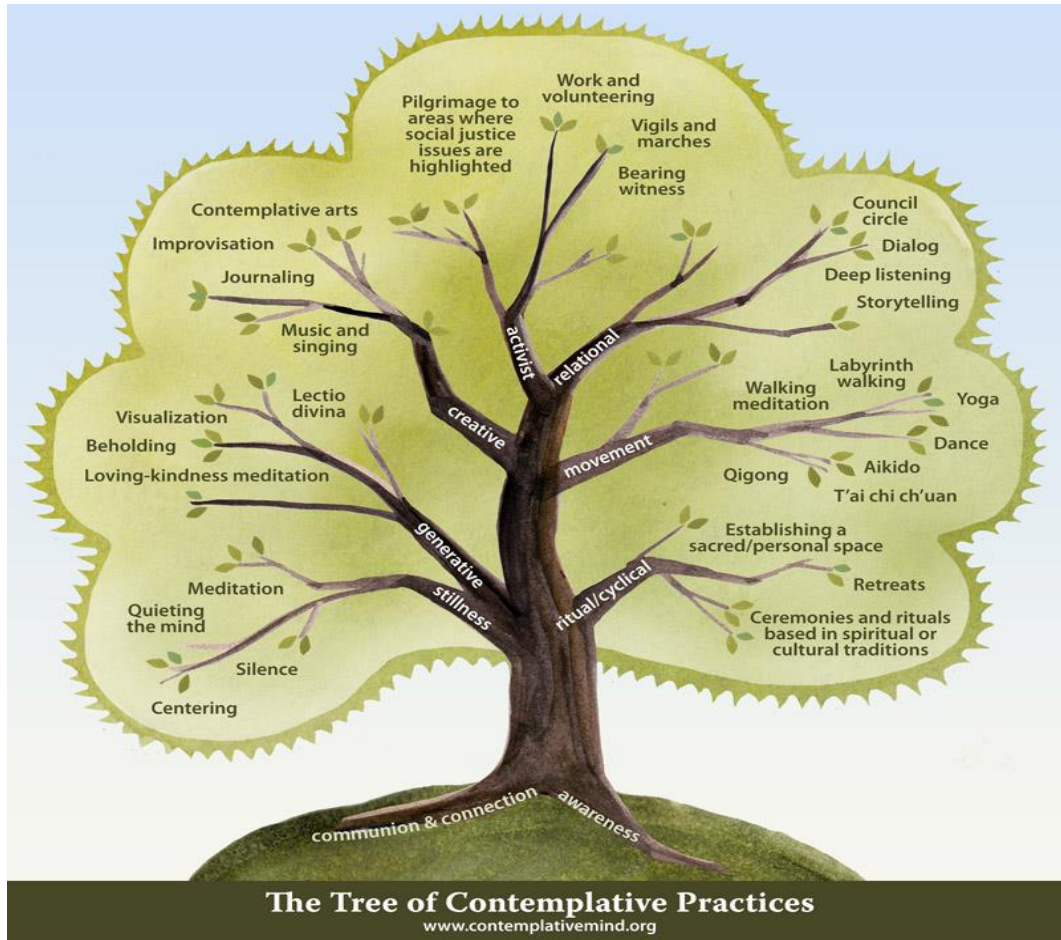 Work and
volunteering
Pilgrimage to
areas where
social justice
issues are
highlighted
Vigils and
marches
Bearing
witness
Contemplative arts
Improvisation
Journaling
Music and
singing
Council
circle
Dialog
Deep listening
Storytelling
activist
relational
creative
movement
Labyrinth
walking
Walking
meditation
Yoga
Dance
Aikido
Qigong
T'ai chi ch'uan
Lectio
divina
Visualization
Beholding
Loving-kindness meditation
generative
stillness
Meditation
Quieting
the mind
Silence
Centering
ritual/cyclical
Establishing a
sacred/personal space
Retreats
Ceremonies and rituals
based in spiritual or
cultural traditions
communion & connection
awareness
The Tree of Contemplative Practices
www.contemplativemind.org